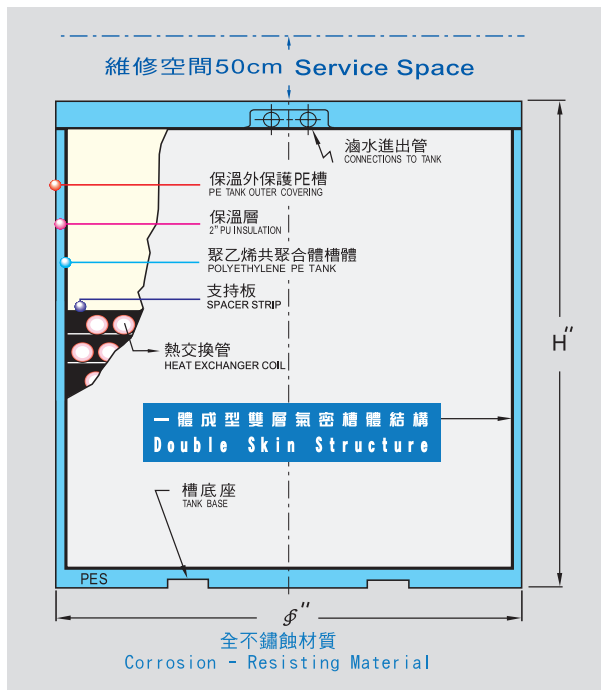 維修空間50cm Service Space
滷水進出管
CONNECTIONS TO TANK
保溫外保護PE槽
PE TANK OUTER COVERING
保溫層
2" PU INSULATION
聚乙烯共聚合體槽體
POLYETHYLENE PE TANK
支持板
SPACER STRIP
熱交換管
HEAT EXCHANGER COIL
H"
一體成型雙層氣密槽體結構
Double Skin Structure
槽底座
TANK BASE
PES
∮"
全不鏽蝕材質
Corrosion - Resisting Material